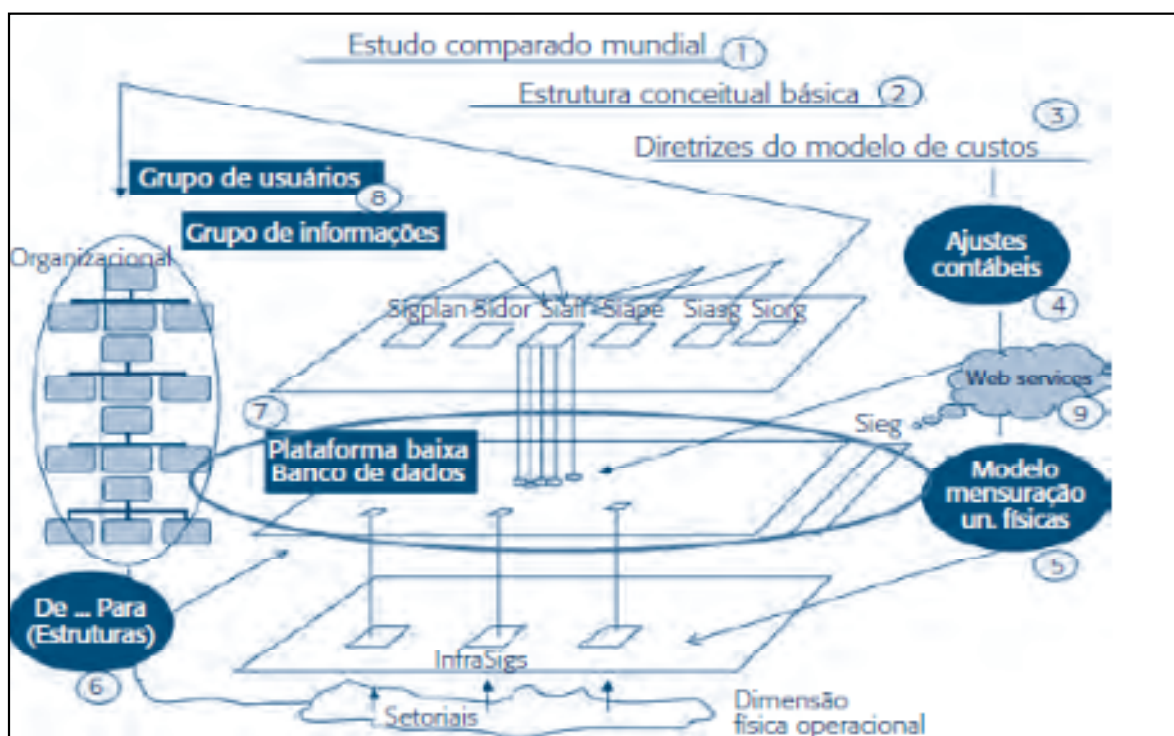 Estudo comparado mundial 1
Estrutura conceitual básica 2
3
Diretrizes do modelo de custos
Grupo de usuários
8
Grupo de informações
Organizacional
Ajustes
contábeis
4
Sigplan Sidor Siafi Siape Siasg Siorg
Web services
9
Sieg
7
Plataforma baixa
Banco de dados
Modelo
mensuração
un. físicas
5
De ... Para
(Estruturas)
6
InfraSigs
Setoriais
Dimensão
física operacional